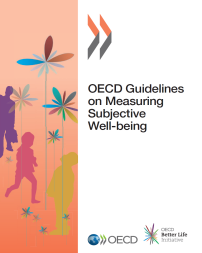 OECD Guidelines
on Measuring
Subjective
Well-being
OECD
OECD
Better Life
Initiative